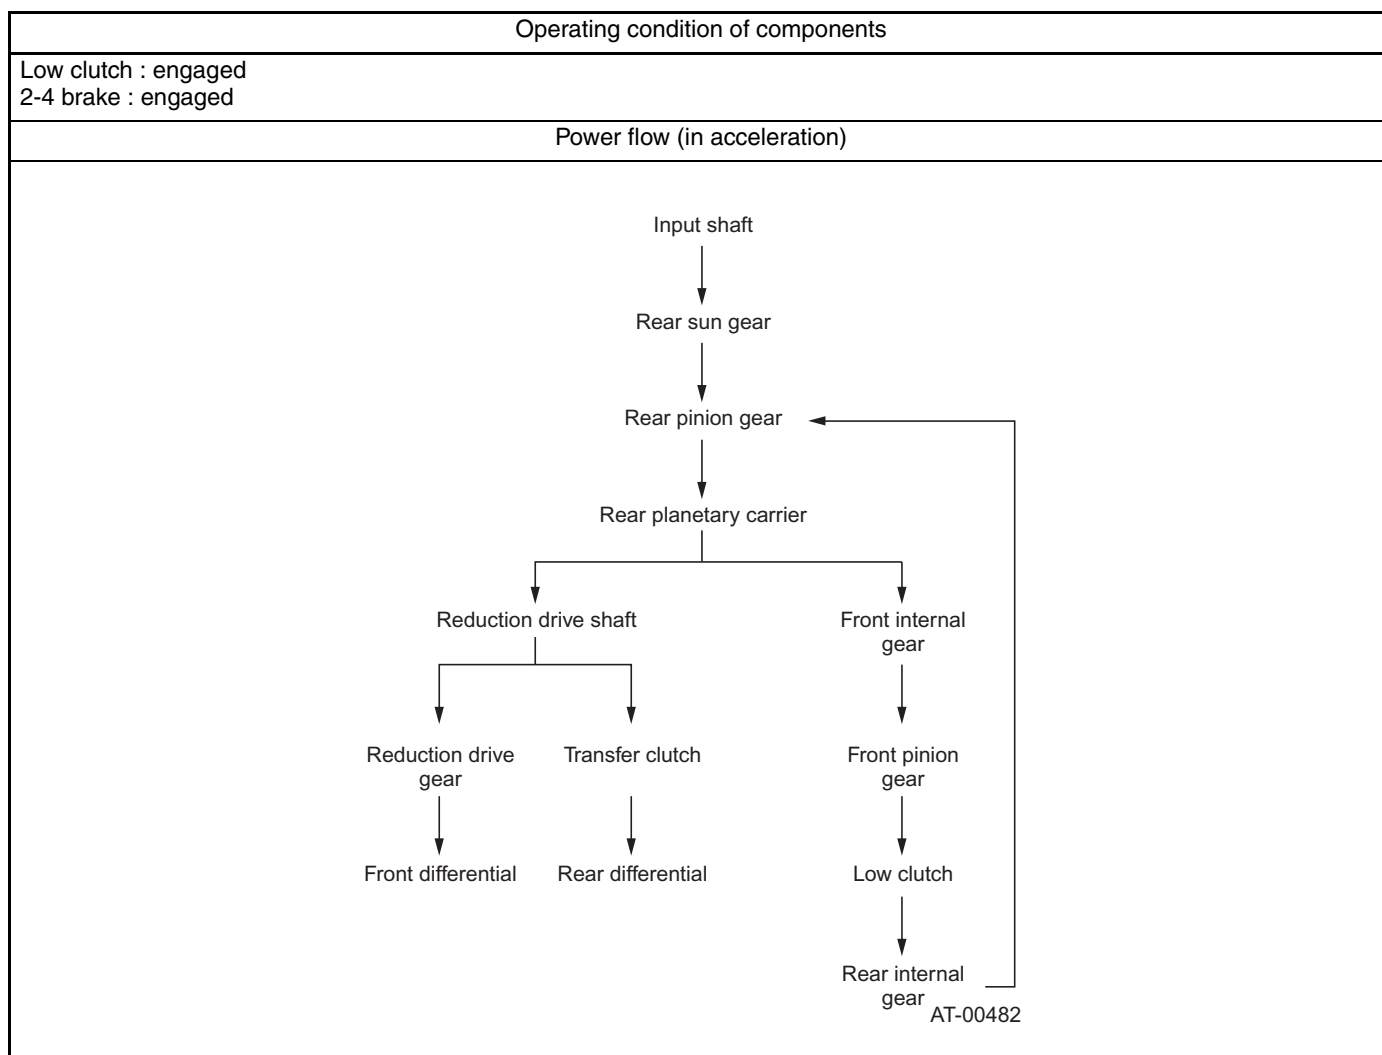 Operating condition of components
Low clutch : engaged
2-4 brake : engaged
Power flow (in acceleration)
Input shaft
Rear sun gear
Rear pinion gear
Rear planetary carrier
Reduction drive shaft
Front internal
gear
Reduction drive
gear
Transfer clutch
Front pinion
gear
Front differential
Rear differential
Low clutch
Rear internal
gear
AT-00482